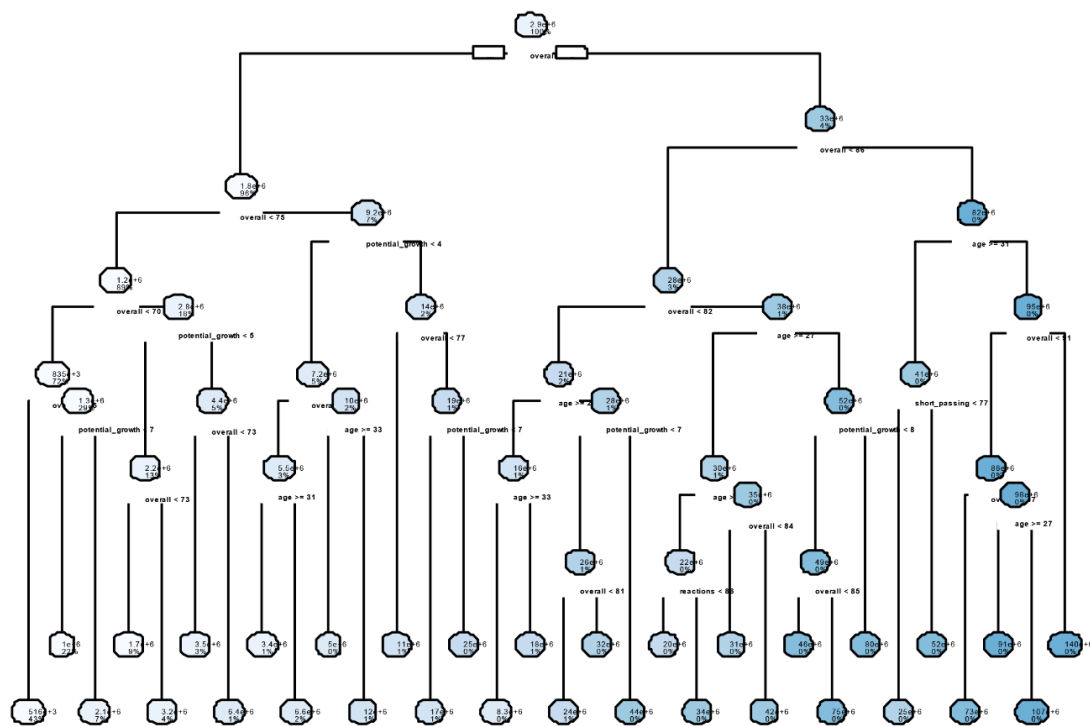 2.9e+6
100%
overal
33e+6
4%
overall < 86
1.8e+6
96%
overall < 75
9.2e+6
7%
potential_growth < 4
82e+6
0%
age >= 31
1.2e+6
89%
overall < 70
2.8e+6
18%
potential_growth < 5
14e+6
2%
overall < 77
28e+6
3%
overall < 82
38e+6
1%
age >= 27
95e+6
0%
overall < 91
835e+3
72%
1.3e+6
29%
potential_growth < 7
4.4e+6
5%
overall < 73
7.2e+6
5%
10e+6
2%
age >= 33
19e+6
1%
potential_growth < 7
21e+6
2%
28e+6
1%
potential_growth < 7
52e+6
0%
potential_growth < 8
41e+6
0%
short_passing < 77
2.2e+6
13%
overall < 73
5.5e+6
3%
age >= 31
16e+6
1%
age >= 33
30e+6
1%
35e+6
0%
overall < 84
86e+6
0%
98e+6
0%
age >= 27
26e+6
1%
overall < 81
22e+6
0%
reactions < 86
49e+6
0%
overall < 85
1e+6
22%
1.7e+6
9%
3.5e+6
3%
3.4e+6
1%
5e+6
0%
11e+6
1%
25e+6
0%
18e+6
1%
32e+6
0%
20e+6
0%
31e+6
0%
46e+6
0%
80e+6
0%
52e+6
0%
91e+6
0%
140e+6
0%
516e+3
43%
2.1e+6
7%
3.2e+6
4%
6.4e+6
1%
6.6e+6
2%
12e+6
1%
17e+6
1%
8.3e+6
0%
24e+6
1%
44e+6
0%
34e+6
0%
42e+6
0%
75e+6
0%
25e+6
0%
73e+6
0%
107e+6
0%